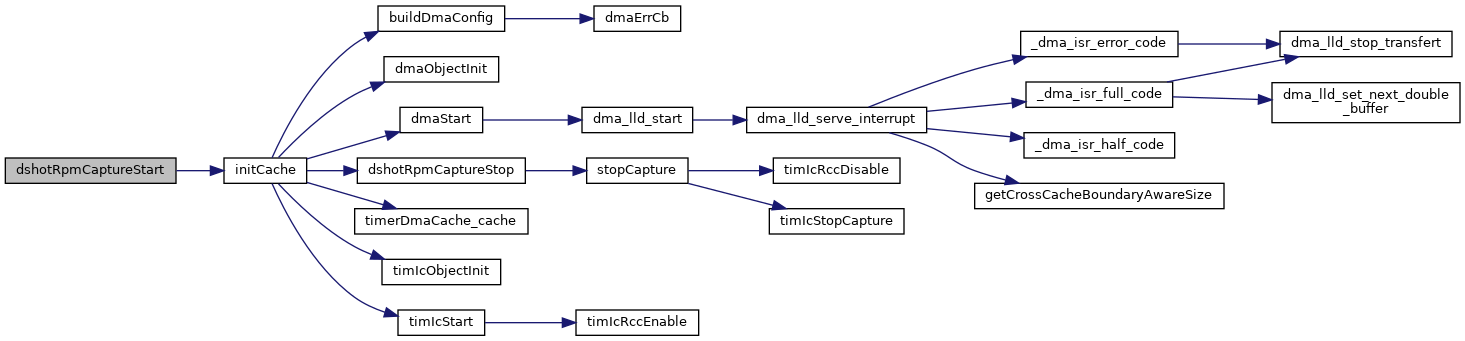 dshotRpmCaptureStart
initCache
buildDmaConfig
dmaErrCb
dmaObjectInit
dmaStart
dma_lld_start
dma_lld_serve_interrupt
_dma_isr_error_code
dma_lld_stop_transfert
_dma_isr_full_code
dma_lld_set_next_double
_buffer
_dma_isr_half_code
getCrossCacheBoundaryAwareSize
dshotRpmCaptureStop
stopCapture
timIcRccDisable
timIcStopCapture
timerDmaCache_cache
timIcObjectInit
timIcStart
timIcRccEnable